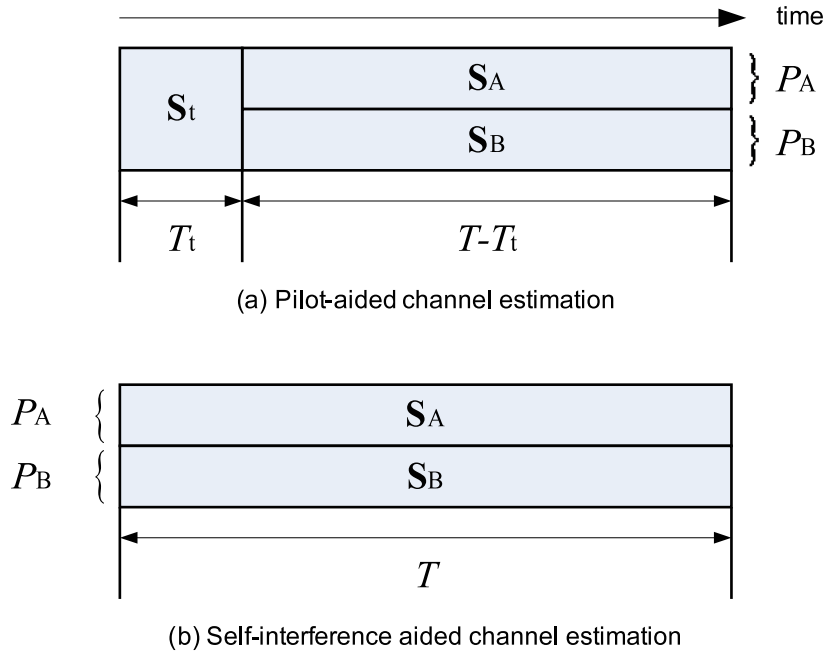 time
St
SA
PA
SB
PB
Tt
T-Tt
(a) Pilot-aided channel estimation
PA
SA
PB
SB
T
(b) Self-interference aided channel estimation